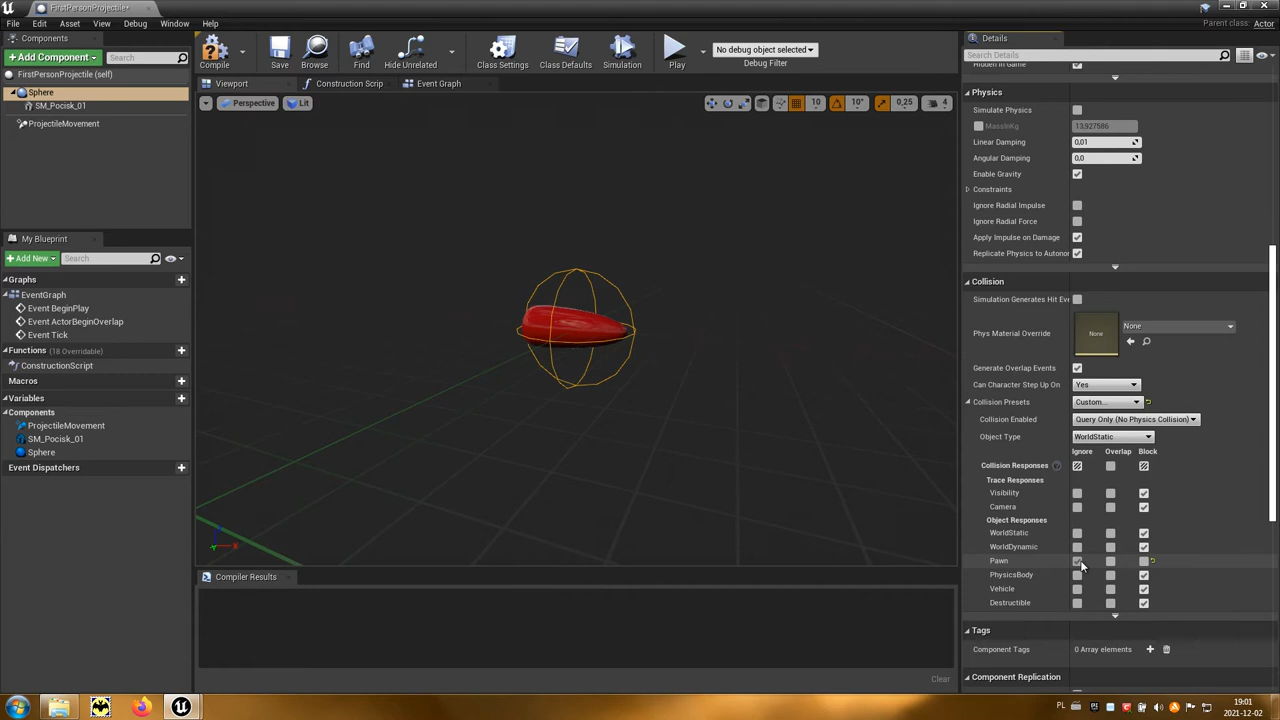 FirstPersonProjectile*
File Edit Asset View Debug Window Help
Parent class: Actor
Components
+ Add Component
Search
FirstPersonProjectile (self)
Sphere
SM_Pocisk_01
ProjectileMovement
Compile
Save
Browse
Find
Hide Unrelated
Class Settings
Class Defaults
Simulation
Play
No debug object selected
Debug Filter
Viewport
Construction Scrip
Event Graph
Perspective
Lit
10
10°
0,25
4
My Blueprint
+ Add New
Search
Graphs
EventGraph
Event BeginPlay
Event ActorBeginOverlap
Event Tick
Functions (18 Overridable)
ConstructionScript
Macros
Variables
Components
ProjectileMovement
SM_Pocisk_01
Sphere
Event Dispatchers
Compiler Results
Clear
Details
Search Details
Hidden in Game
Physics
Simulate Physics
MassInKg 13,927586
Linear Damping 0,01
Angular Damping 0,0
Enable Gravity
Constraints
Ignore Radial Impulse
Ignore Radial Force
Apply Impulse on Damage
Replicate Physics to Autonon
Collision
Simulation Generates Hit Eve
Phys Material Override
None
None
Generate Overlap Events
Can Character Step Up On Yes
Collision Presets Custom...
Collision Enabled Query Only (No Physics Collision)
Object Type WorldStatic
Ignore Overlap Block
Collision Responses
Trace Responses
Visibility
Camera
Object Responses
WorldStatic
WorldDynamic
Pawn
PhysicsBody
Vehicle
Destructible
Tags
Component Tags 0 Array elements
Component Replication
PL
19:01
2021-12-02